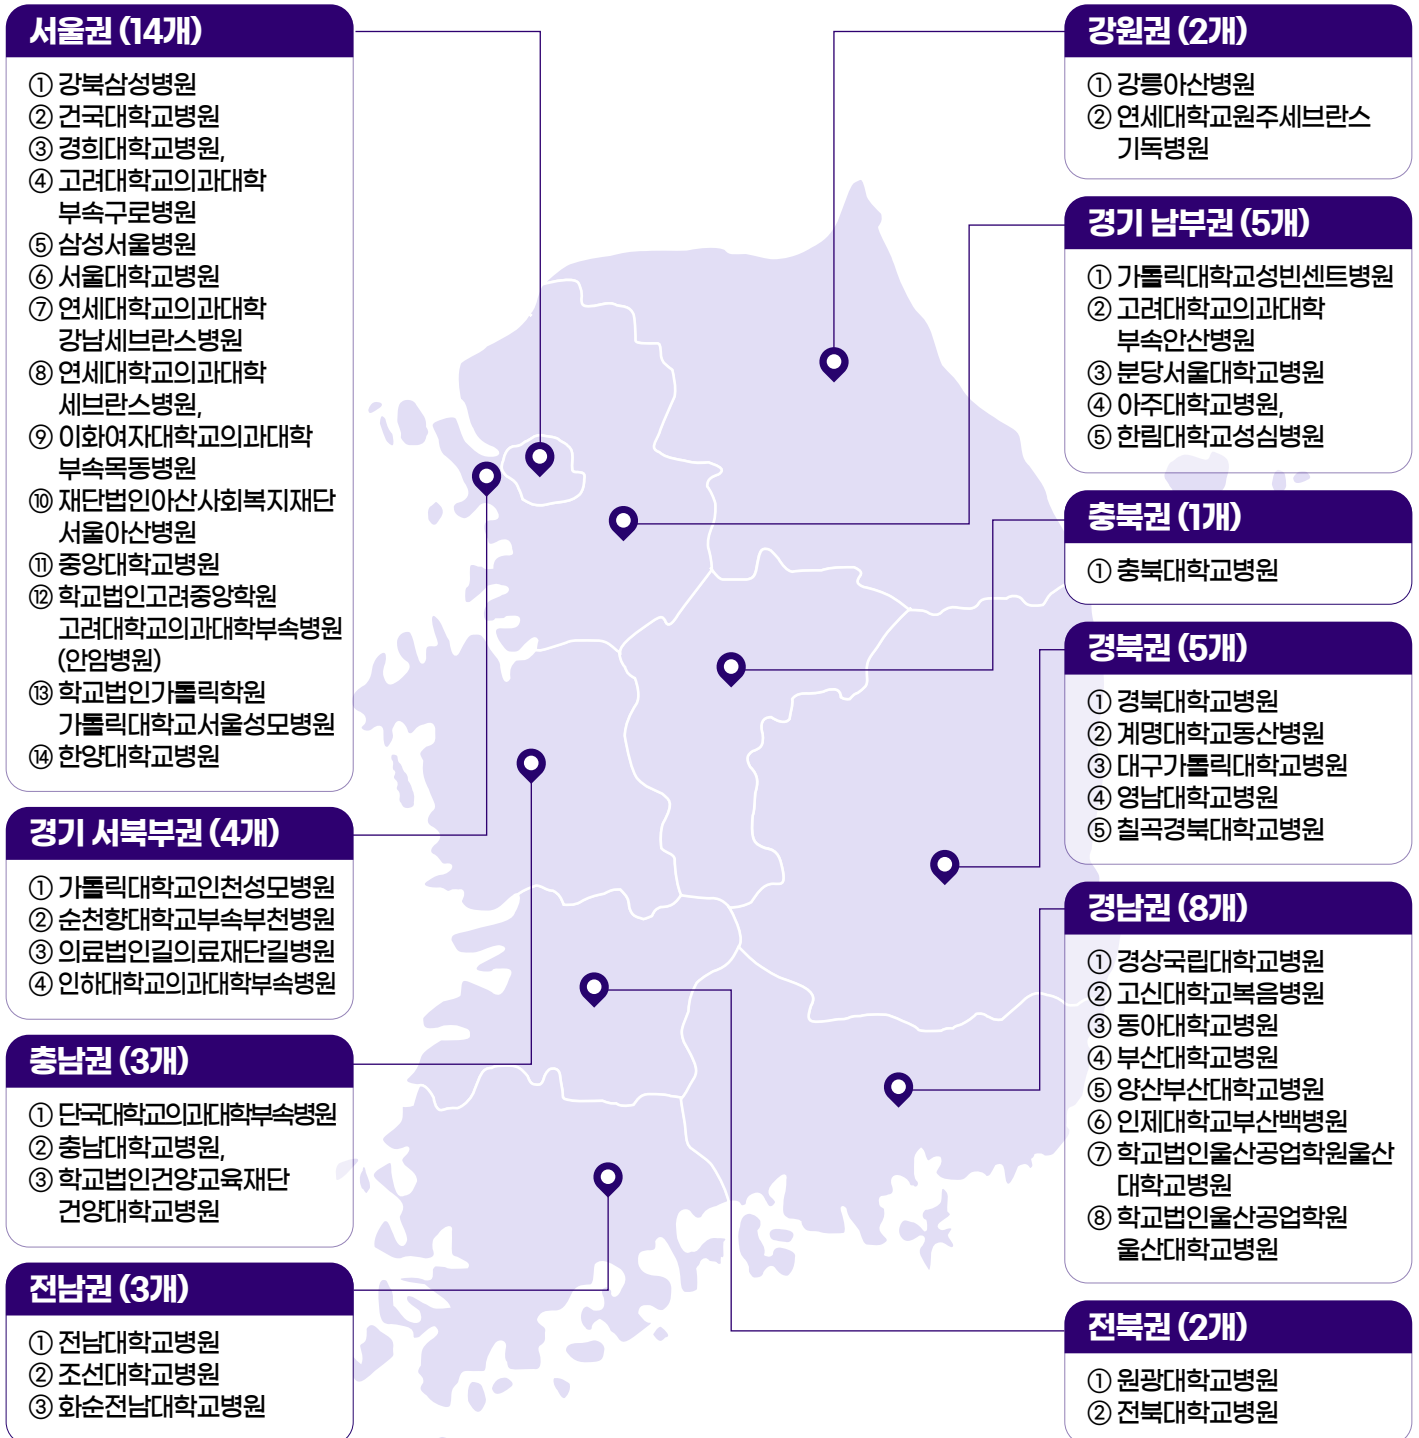 서울권 (14개)
① 강북삼성병원
② 건국대학교병원
③ 경희대학교병원,
④ 고려대학교의과대학
부속구로병원
⑤ 삼성서울병원
⑥ 서울대학교병원
⑦ 연세대학교의과대학
강남세브란스병원
⑧ 연세대학교의과대학
세브란스병원,
⑨ 이화여자대학교의과대학
부속목동병원
⑩ 재단법인아산사회복지재단
서울아산병원
⑪ 중앙대학교병원
⑫ 학교법인고려중앙학원
고려대학교의과대학부속병원
(안암병원)
⑬ 학교법인가톨릭학원
가톨릭대학교서울성모병원
⑭ 한양대학교병원
경기 서북부권 (4개)
① 가톨릭대학교인천성모병원
② 순천향대학교부속부천병원
③ 의료법인길의료재단길병원
④ 인하대학교의과대학부속병원
충남권 (3개)
① 단국대학교의과대학부속병원
② 충남대학교병원,
③ 학교법인건양교육재단
건양대학교병원
전남권 (3개)
① 전남대학교병원
② 조선대학교병원
③ 화순전남대학교병원
강원권 (2개)
① 강릉아산병원
② 연세대학교원주세브란스
기독병원
경기 남부권 (5개)
① 가톨릭대학교성빈센트병원
② 고려대학교의과대학
부속안산병원
③ 분당서울대학교병원
④ 아주대학교병원,
⑤ 한림대학교성심병원
충북권 (1개)
① 충북대학교병원
경북권 (5개)
① 경북대학교병원
② 계명대학교동산병원
③ 대구가톨릭대학교병원
④ 영남대학교병원
⑤ 칠곡경북대학교병원
경남권 (8개)
① 경상국립대학교병원
② 고신대학교복음병원
③ 동아대학교병원
④ 부산대학교병원
⑤ 양산부산대학교병원
⑥ 인제대학교부산백병원
⑦ 학교법인울산공업학원울산
대학교병원
⑧ 학교법인울산공업학원
울산대학교병원
전북권 (2개)
① 원광대학교병원
② 전북대학교병원